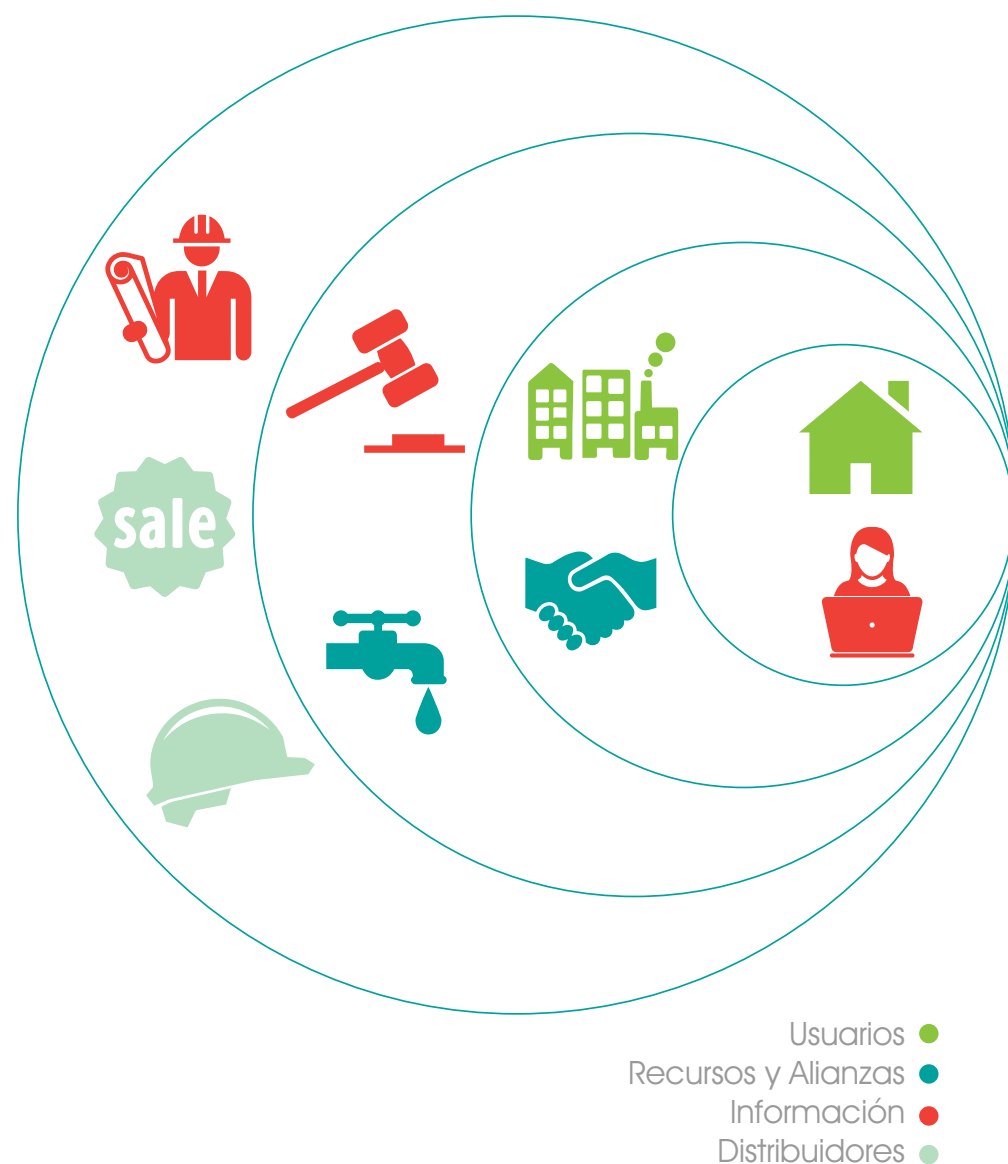 sale
Usuarios
Recursos y Alianzas
Información
Distribuidores